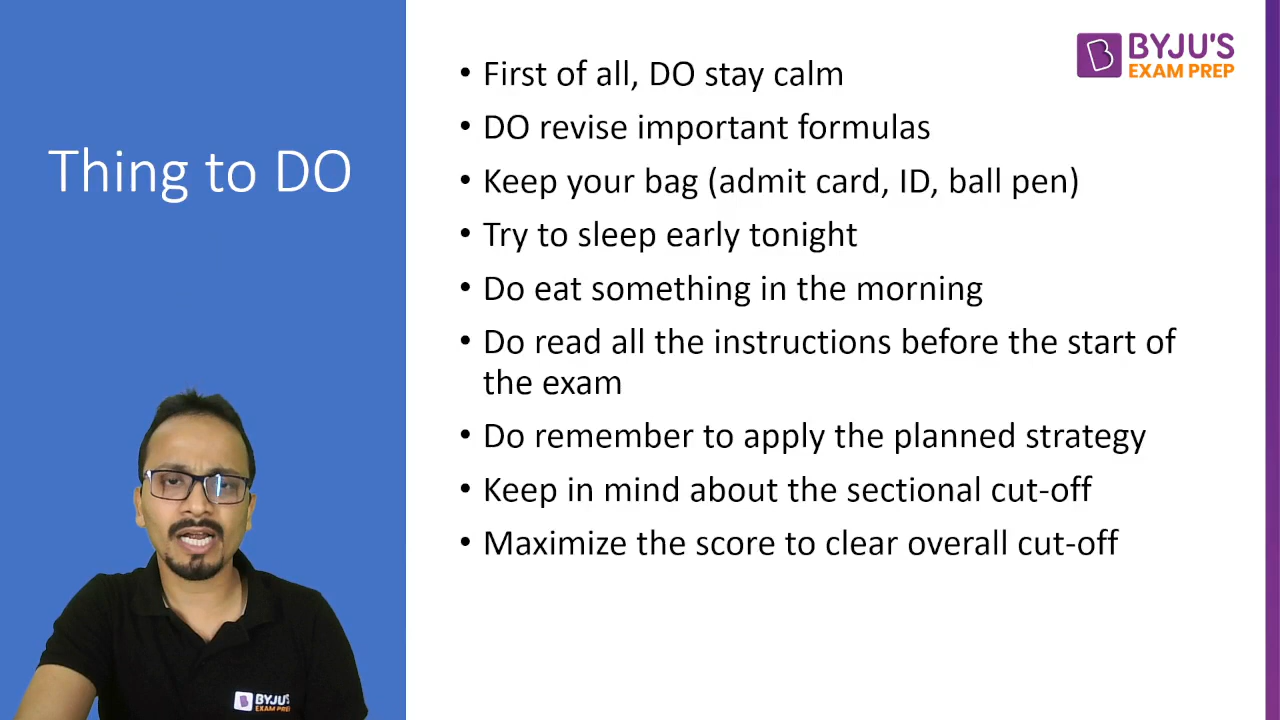 Thing to DO
BYJU'S
EXAM PREP
• First of all, DO stay calm
• DO revise important formulas
• Keep your bag (admit card, ID, ball pen)
• Try to sleep early tonight
• Do eat something in the morning
• Do read all the instructions before the start of
the exam
• Do remember to apply the planned strategy
• Keep in mind about the sectional cut-off
• Maximize the score to clear overall cut-off
BYJU'S
EXAM PREP